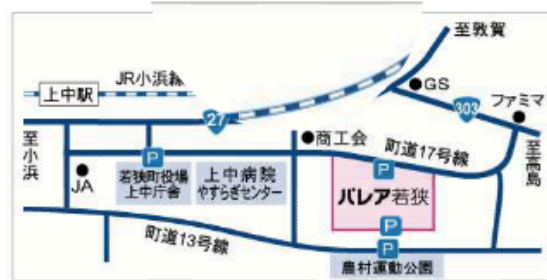 至敦賀
JR小浜線
上中駅
GS
27
303
ファミマ
至小浜
商工会
町道17号線
至高島
P
P
JA
若狭町役場
上中庁舎
上中病院
やすらぎセンター
パレア若狭
P
町道13号線
P
農村運動公園